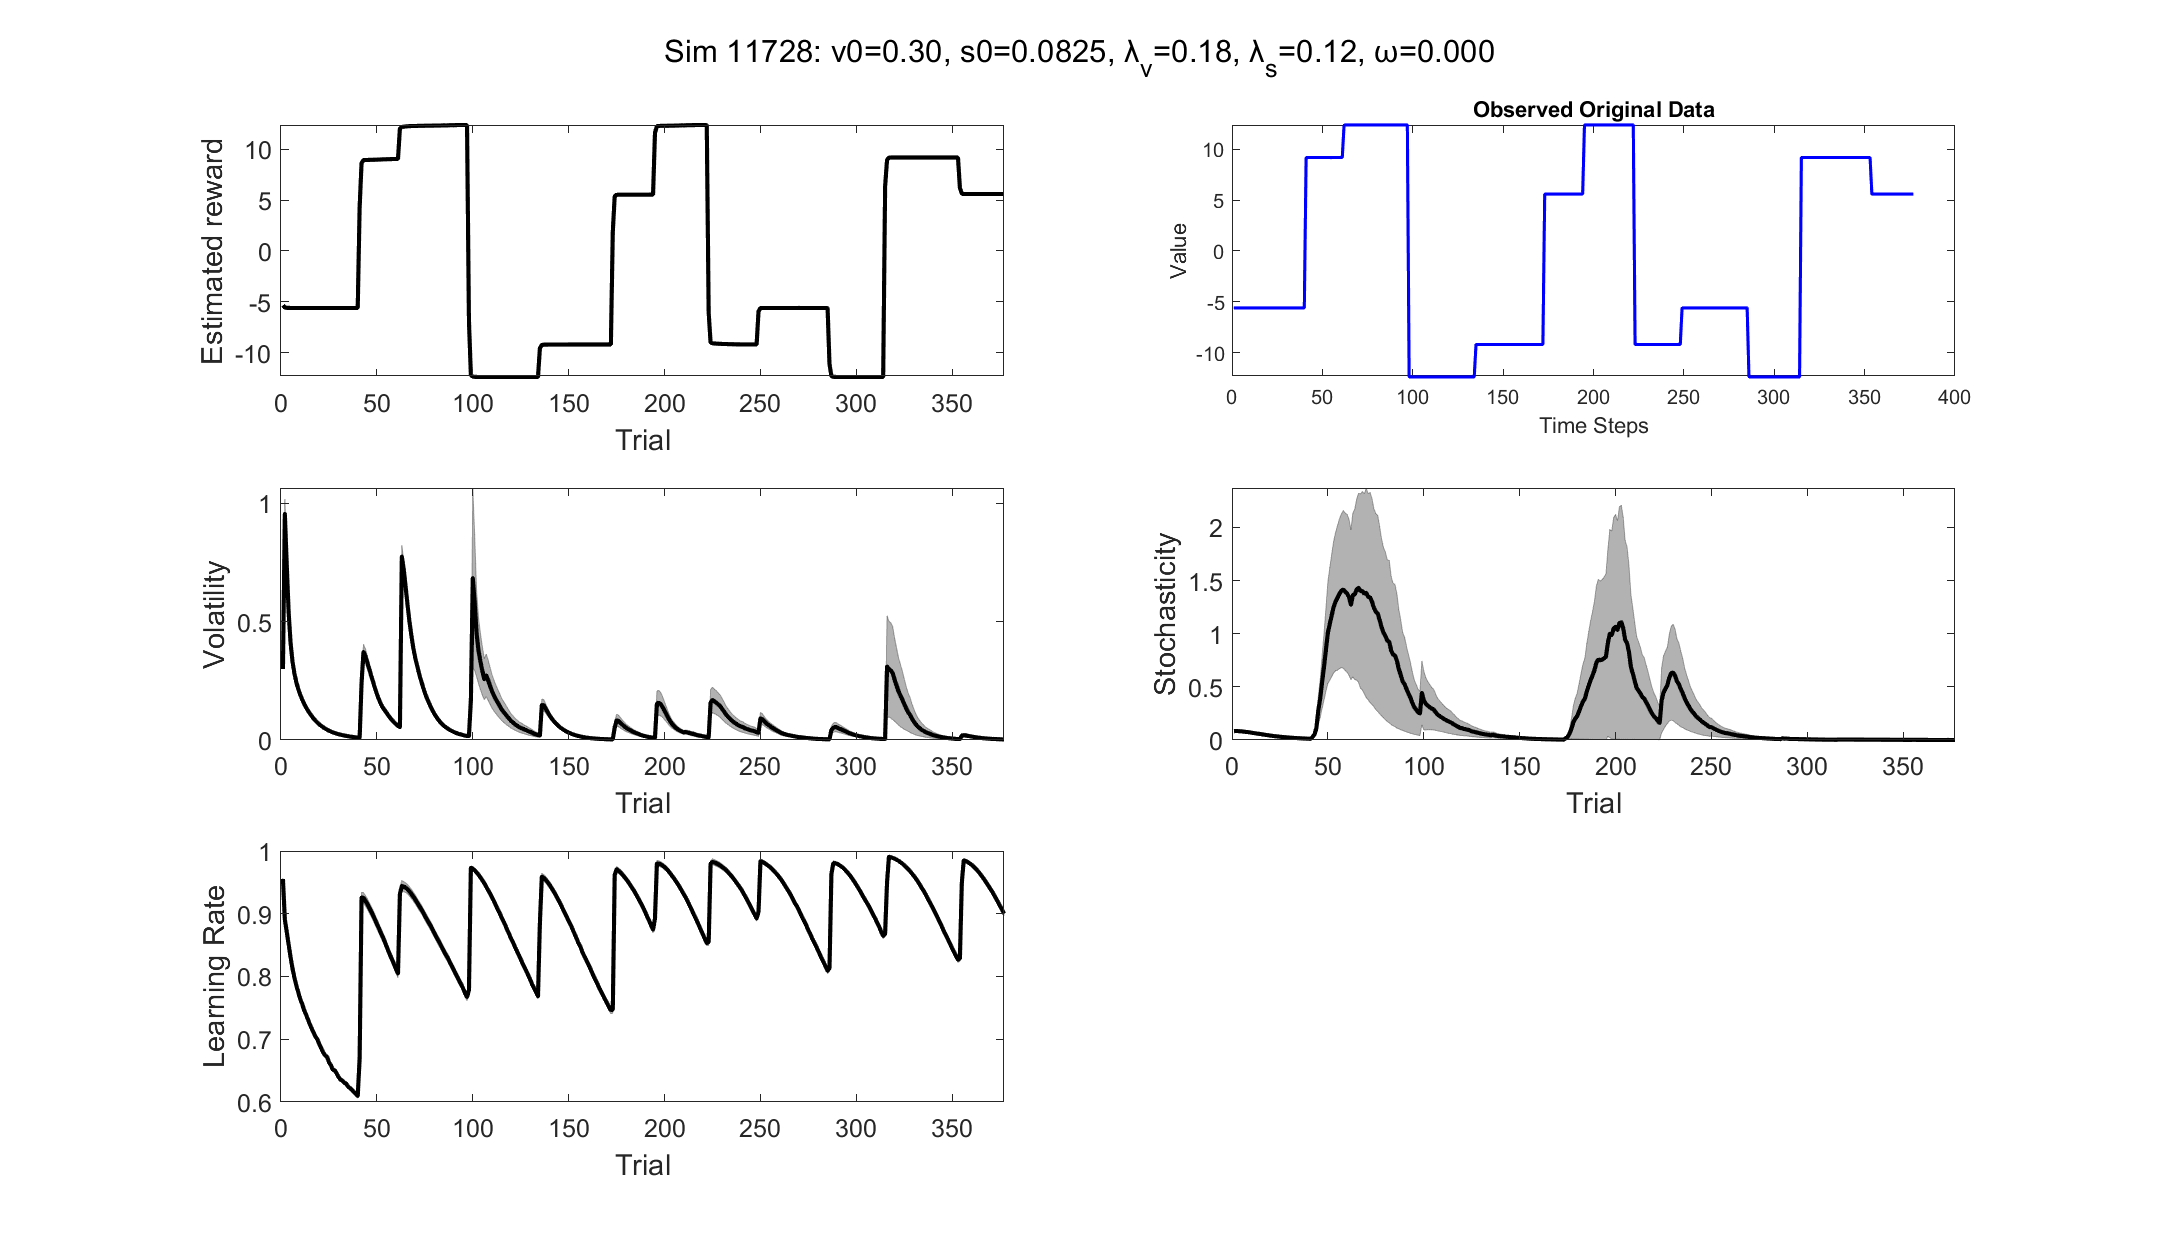 Sim 11728: v0=0.30, s0=0.0825, λ_v=0.18, λ_s=0.12, ω=0.000
Estimated reward
10
5
0
-5
-10
0 50 100 150 200 250 300 350
Trial
Observed Original Data
Value
10
5
0
-5
-10
0 50 100 150 200 250 300 350 400
Time Steps
Volatility
1
0.5
0
0 50 100 150 200 250 300 350
Trial
Stochasticity
2
1.5
1
0.5
0
0 50 100 150 200 250 300 350
Trial
Learning Rate
1
0.9
0.8
0.7
0.6
0 50 100 150 200 250 300 350
Trial